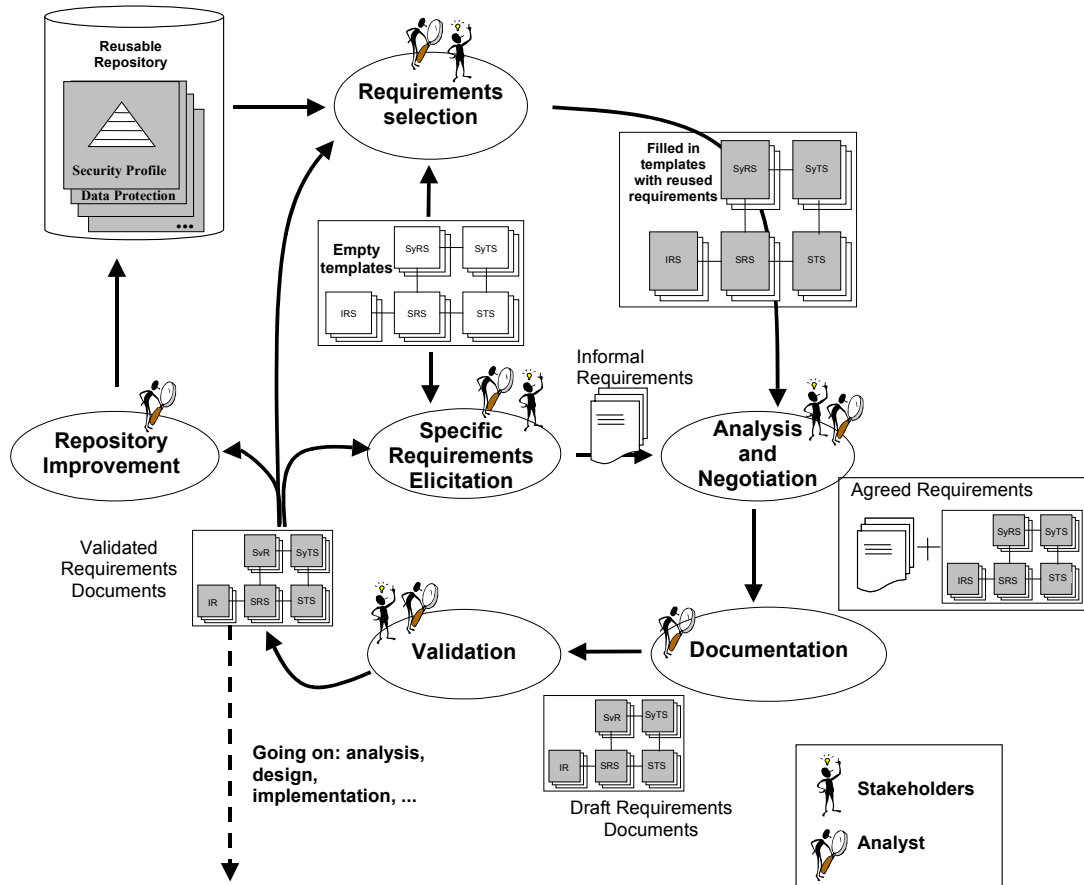 Reusable
Repository
Security Profile
Data Protection
•••
Requirements
selection
Filled in
templates
with reused
requirements
SyRS
SyTS
IRS
SRS
STS
Empty
templates
SyRS
SyTS
IRS
SRS
STS
Informal
Requirements
Repository
Improvement
Specific
Requirements
Elicitation
Analysis
and
Negotiation
Agreed Requirements
SyRS
SyTS
IRS
SRS
STS
Validated
Requirements
Documents
SvR
SyTS
IR
SRS
STS
Validation
Documentation
SvR
SyTS
IR
SRS
STS
Draft Requirements
Documents
Going on: analysis,
design,
implementation, ...
Stakeholders
Analyst